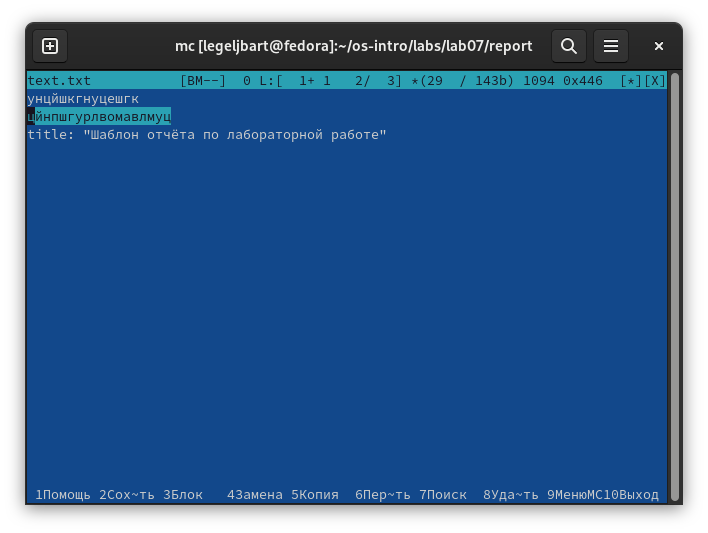 mc [legeljbart@fedora]:~/os-intro/labs/lab07/report
text.txt [BM--] 0 L:[ 1+ 1 2/ 3] *(29 / 143b) 1094 0x446 [*][X]
унцйшкгнуцешгк
цйнпшгурлвомавлмуц
title: "Шаблон отчёта по лабораторной работе"
1Помощь 2Сох~ть 3Блок 4Замена 5Копия 6Пер~ть 7Поиск 8Уда~ть 9МенюMC10Выход